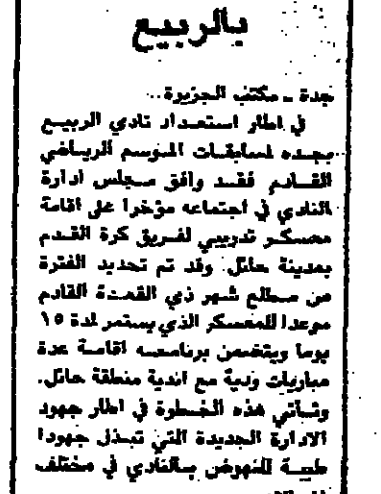 بالربيع
جدة ـ مكتب الجزيرة..
في اطار استعداد نادي الربيع
بجده لمسابقات الموسم الرياضي
القادم فقد وافق مجلس ادارة
النادي في اجتماعه مؤخرا على اقامة
معسكر تدريبي لفريق كرة القدم
بمدينة حائل. وقد تم تحديد الفترة
من مطلع شهر ذي القعدة القادم
موعدا للمعسكر الذي يستمر لمدة ١٥
يوما ويتضمن برنامجه اقامة عدة
مباريات ودية مع اندية منطقة حائل.
وتأتي هذه الخطوة في اطار جهود
الادارة الجديدة التي تبذل جهودا
طيبة للنهوض بالنادي في مختلف